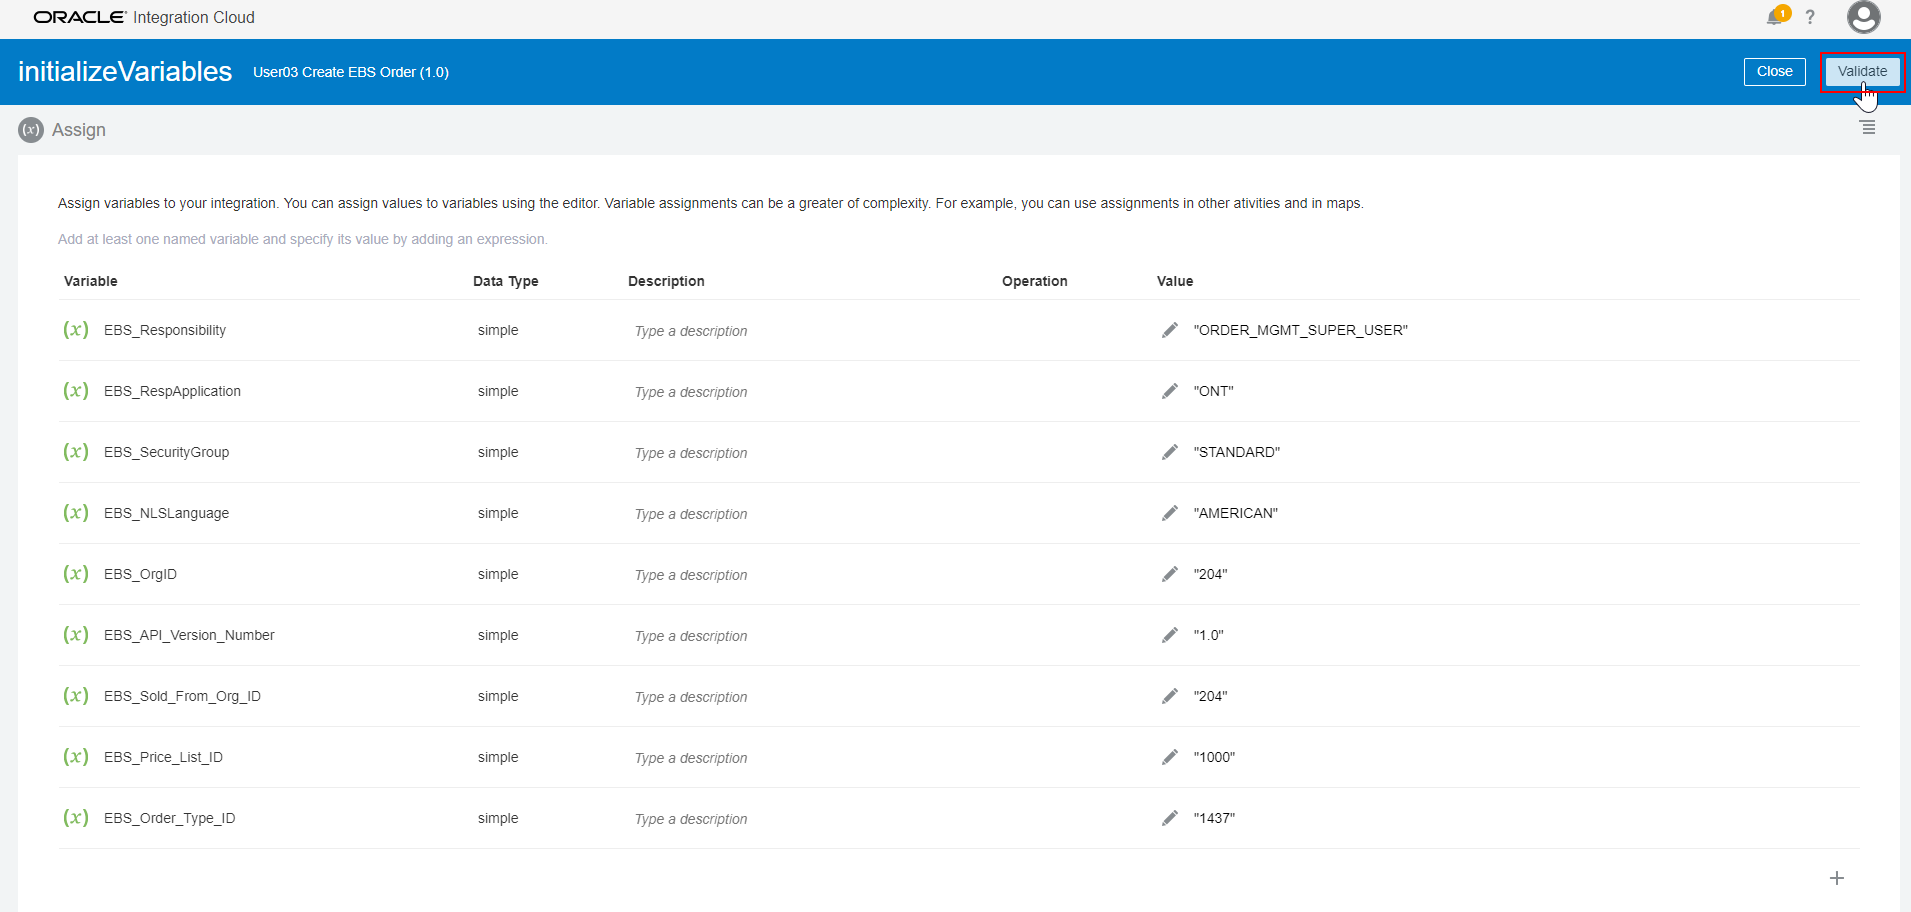 ORACLE Integration Cloud
1 ?
initializeVariables User03 Create EBS Order (1.0) Close Validate
(x) Assign
Assign variables to your integration. You can assign values to variables using the editor. Variable assignments can be a greater of complexity. For example, you can use assignments in other ativities and in maps.
Add at least one named variable and specify its value by adding an expression.
Variable Data Type Description Operation Value
(x) EBS_Responsibility simple Type a description "ORDER_MGMT_SUPER_USER"
(x) EBS_RespApplication simple Type a description "ONT"
(x) EBS_SecurityGroup simple Type a description "STANDARD"
(x) EBS_NLSLanguage simple Type a description "AMERICAN"
(x) EBS_OrgID simple Type a description "204"
(x) EBS_API_Version_Number simple Type a description "1.0"
(x) EBS_Sold_From_Org_ID simple Type a description "204"
(x) EBS_Price_List_ID simple Type a description "1000"
(x) EBS_Order_Type_ID simple Type a description "1437"